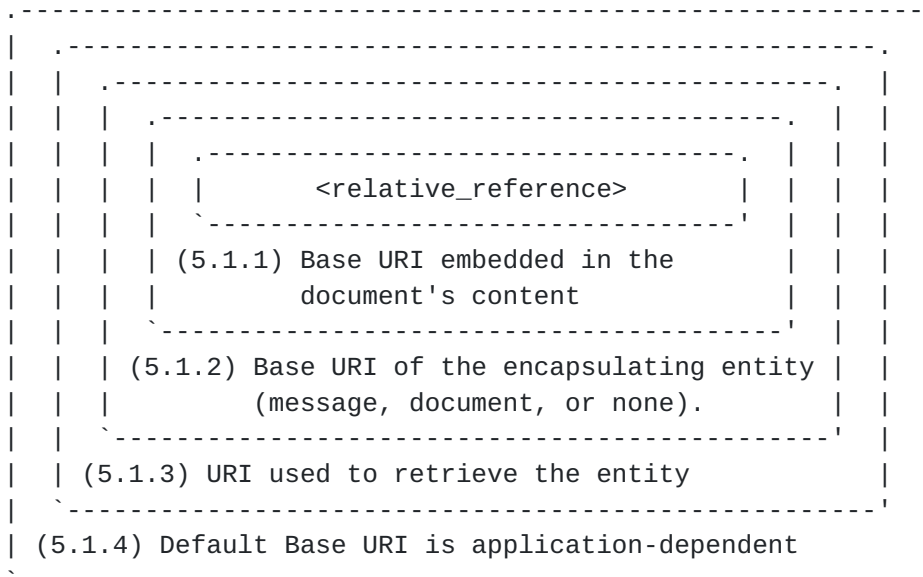 <relative_reference>
(5.1.1) Base URI embedded in the
document's content
(5.1.2) Base URI of the encapsulating entity
(message, document, or none).
(5.1.3) URI used to retrieve the entity
(5.1.4) Default Base URI is application-dependent